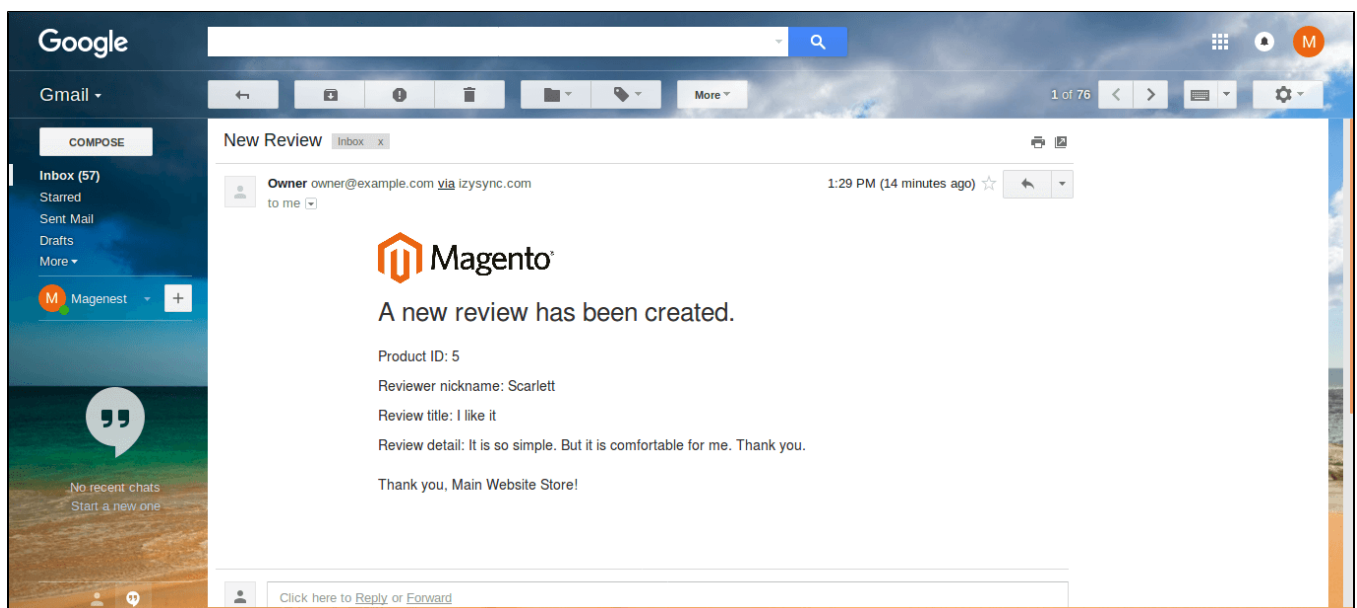 Google
M
Gmail
More
1 of 76
COMPOSE
Inbox (57)
Starred
Sent Mail
Drafts
More
M Magenest +
No recent chats
Start a new one
New Review Inbox x
Owner owner@example.com via izysync.com 1:29 PM (14 minutes ago)
to me
Magento
A new review has been created.
Product ID: 5
Reviewer nickname: Scarlett
Review title: I like it
Review detail: It is so simple. But it is comfortable for me. Thank you.
Thank you, Main Website Store!
Click here to Reply or Forward